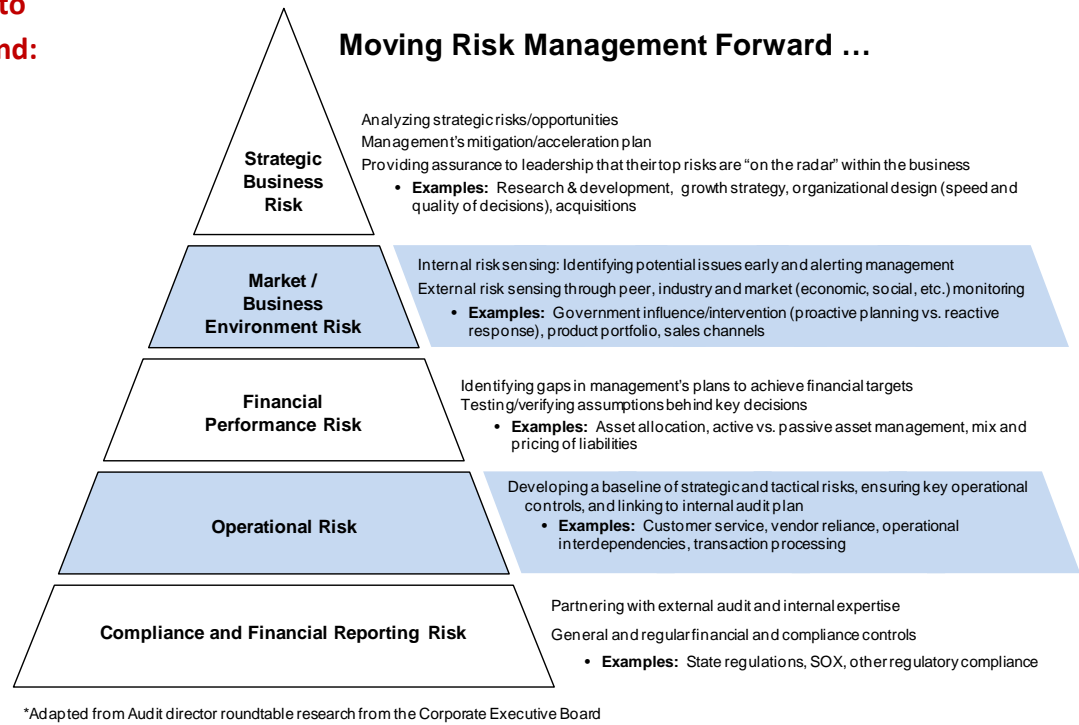 to
nd:
Moving Risk Management Forward …
Strategic
Business
Risk
Analyzing strategic risks/opportunities
Management's mitigation/acceleration plan
Providing assurance to leadership that their top risks are "on the radar" within the business
• Examples: Research & development, growth strategy, organizational design (speed and
quality of decisions), acquisitions
Market /
Business
Environment Risk
Internal risk sensing: Identifying potential issues early and alerting management
External risk sensing through peer, industry and market (economic, social, etc.) monitoring
• Examples: Government influence/intervention (proactive planning vs. reactive
response), product portfolio, sales channels
Financial
Performance Risk
Identifying gaps in management's plans to achieve financial targets
Testing/verifying assumptions behind key decisions
• Examples: Asset allocation, active vs. passive asset management, mix and
pricing of liabilities
Operational Risk
Developing a baseline of strategic and tactical risks, ensuring key operational
controls, and linking to internal audit plan
• Examples: Customer service, vendor reliance, operational
interdependencies, transaction processing
Compliance and Financial Reporting Risk
Partnering with external audit and internal expertise
General and regular financial and compliance controls
• Examples: State regulations, SOX, other regulatory compliance
*Adapted from Audit director roundtable research from the Corporate Executive Board